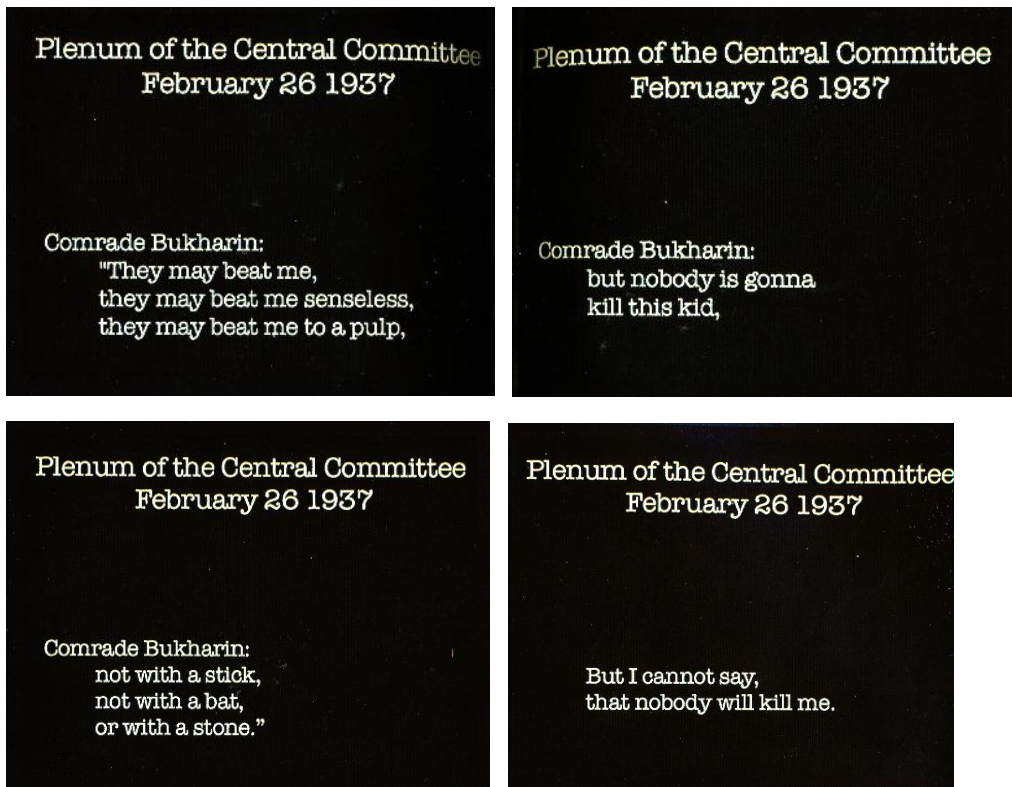 Plenum of the Central Committee
February 26 1937
Comrade Bukharin:
"They may beat me,
they may beat me senseless,
they may beat me to a pulp,
Plenum of the Central Committee
February 26 1937
Comrade Bukharin:
but nobody is gonna
kill this kid,
Plenum of the Central Committee
February 26 1937
Comrade Bukharin:
not with a stick,
not with a bat,
or with a stone.”
Plenum of the Central Committee
February 26 1937
But I cannot say,
that nobody will kill me.